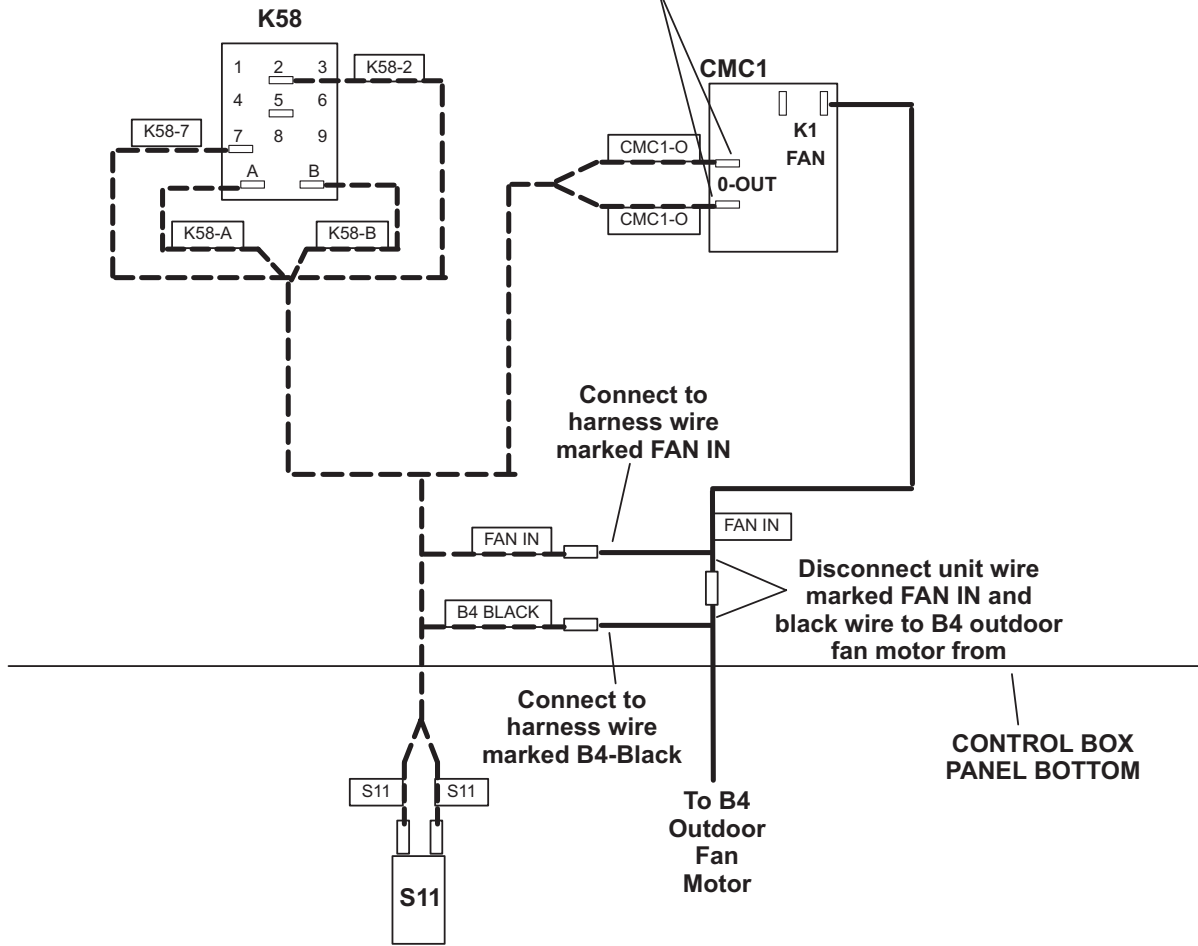 K58
1 2 3
K58-2
4 5 6
K58-7
7 8 9
A B
K58-A
K58-B
CMC1
K1
FAN
CMC1-O
0-OUT
CMC1-O
Connect to
harness wire
marked FAN IN
FAN IN
FAN IN
Disconnect unit wire
marked FAN IN and
black wire to B4 outdoor
fan motor from
B4 BLACK
Connect to
harness wire
marked B4-Black
CONTROL BOX
PANEL BOTTOM
S11
S11
To B4
Outdoor
Fan
Motor
S11